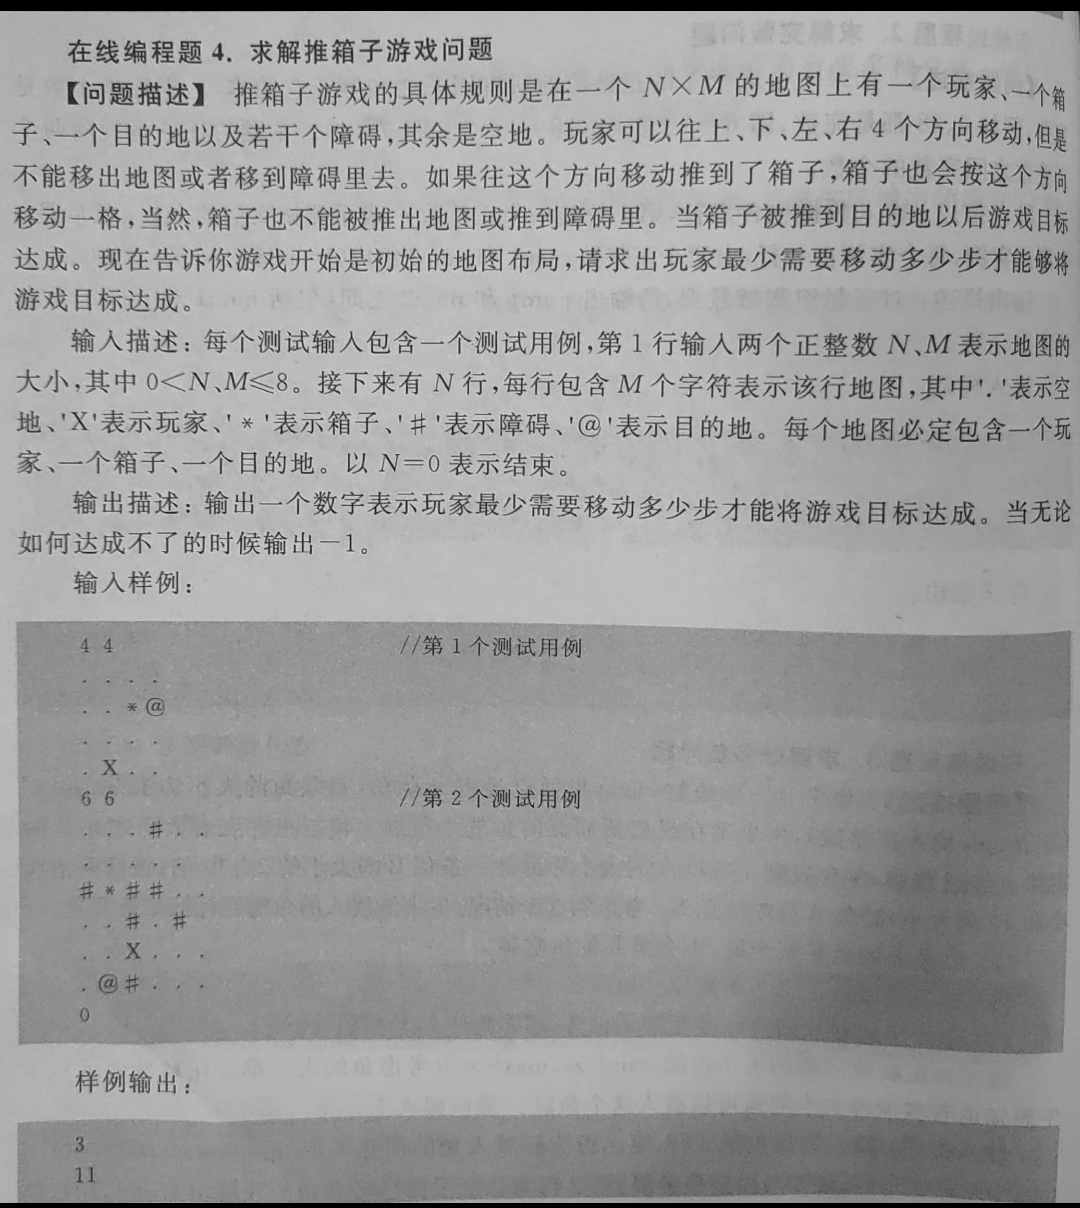 在线编程题 4. 求解推箱子游戏问题
【问题描述】 推箱子游戏的具体规则是在一个 N×M 的地图上有一个玩家、一个箱
子、一个目的地以及若干个障碍,其余是空地。玩家可以往上、下、左、右 4 个方向移动,但是
不能移出地图或者移到障碍里去。如果往这个方向移动推到了箱子,箱子也会按这个方向
移动一格,当然,箱子也不能被推出地图或推到障碍里。当箱子被推到目的地以后游戏目标
达成。现在告诉你游戏开始是初始的地图布局,请求出玩家最少需要移动多少步才能够将
游戏目标达成。
输入描述：每个测试输入包含一个测试用例,第 1 行输入两个正整数 N、M 表示地图的
大小,其中 0<N、M≤8。接下来有 N 行,每行包含 M 个字符表示该行地图,其中'.'表示空
地、'X'表示玩家、'*'表示箱子、'#'表示障碍、'@'表示目的地。每个地图必定包含一个玩
家、一个箱子、一个目的地。以 N=0 表示结束。
输出描述：输出一个数字表示玩家最少需要移动多少步才能将游戏目标达成。当无论
如何达成不了的时候输出-1。
输入样例：
4 4 //第 1 个测试用例
. . . .
. . * @
. . . .
. X . .
6 6 //第 2 个测试用例
. . . # . .
. . . . . .
# * # # . .
. . # . #
. . X . . .
. @ # . . .
0
样例输出：
3
11